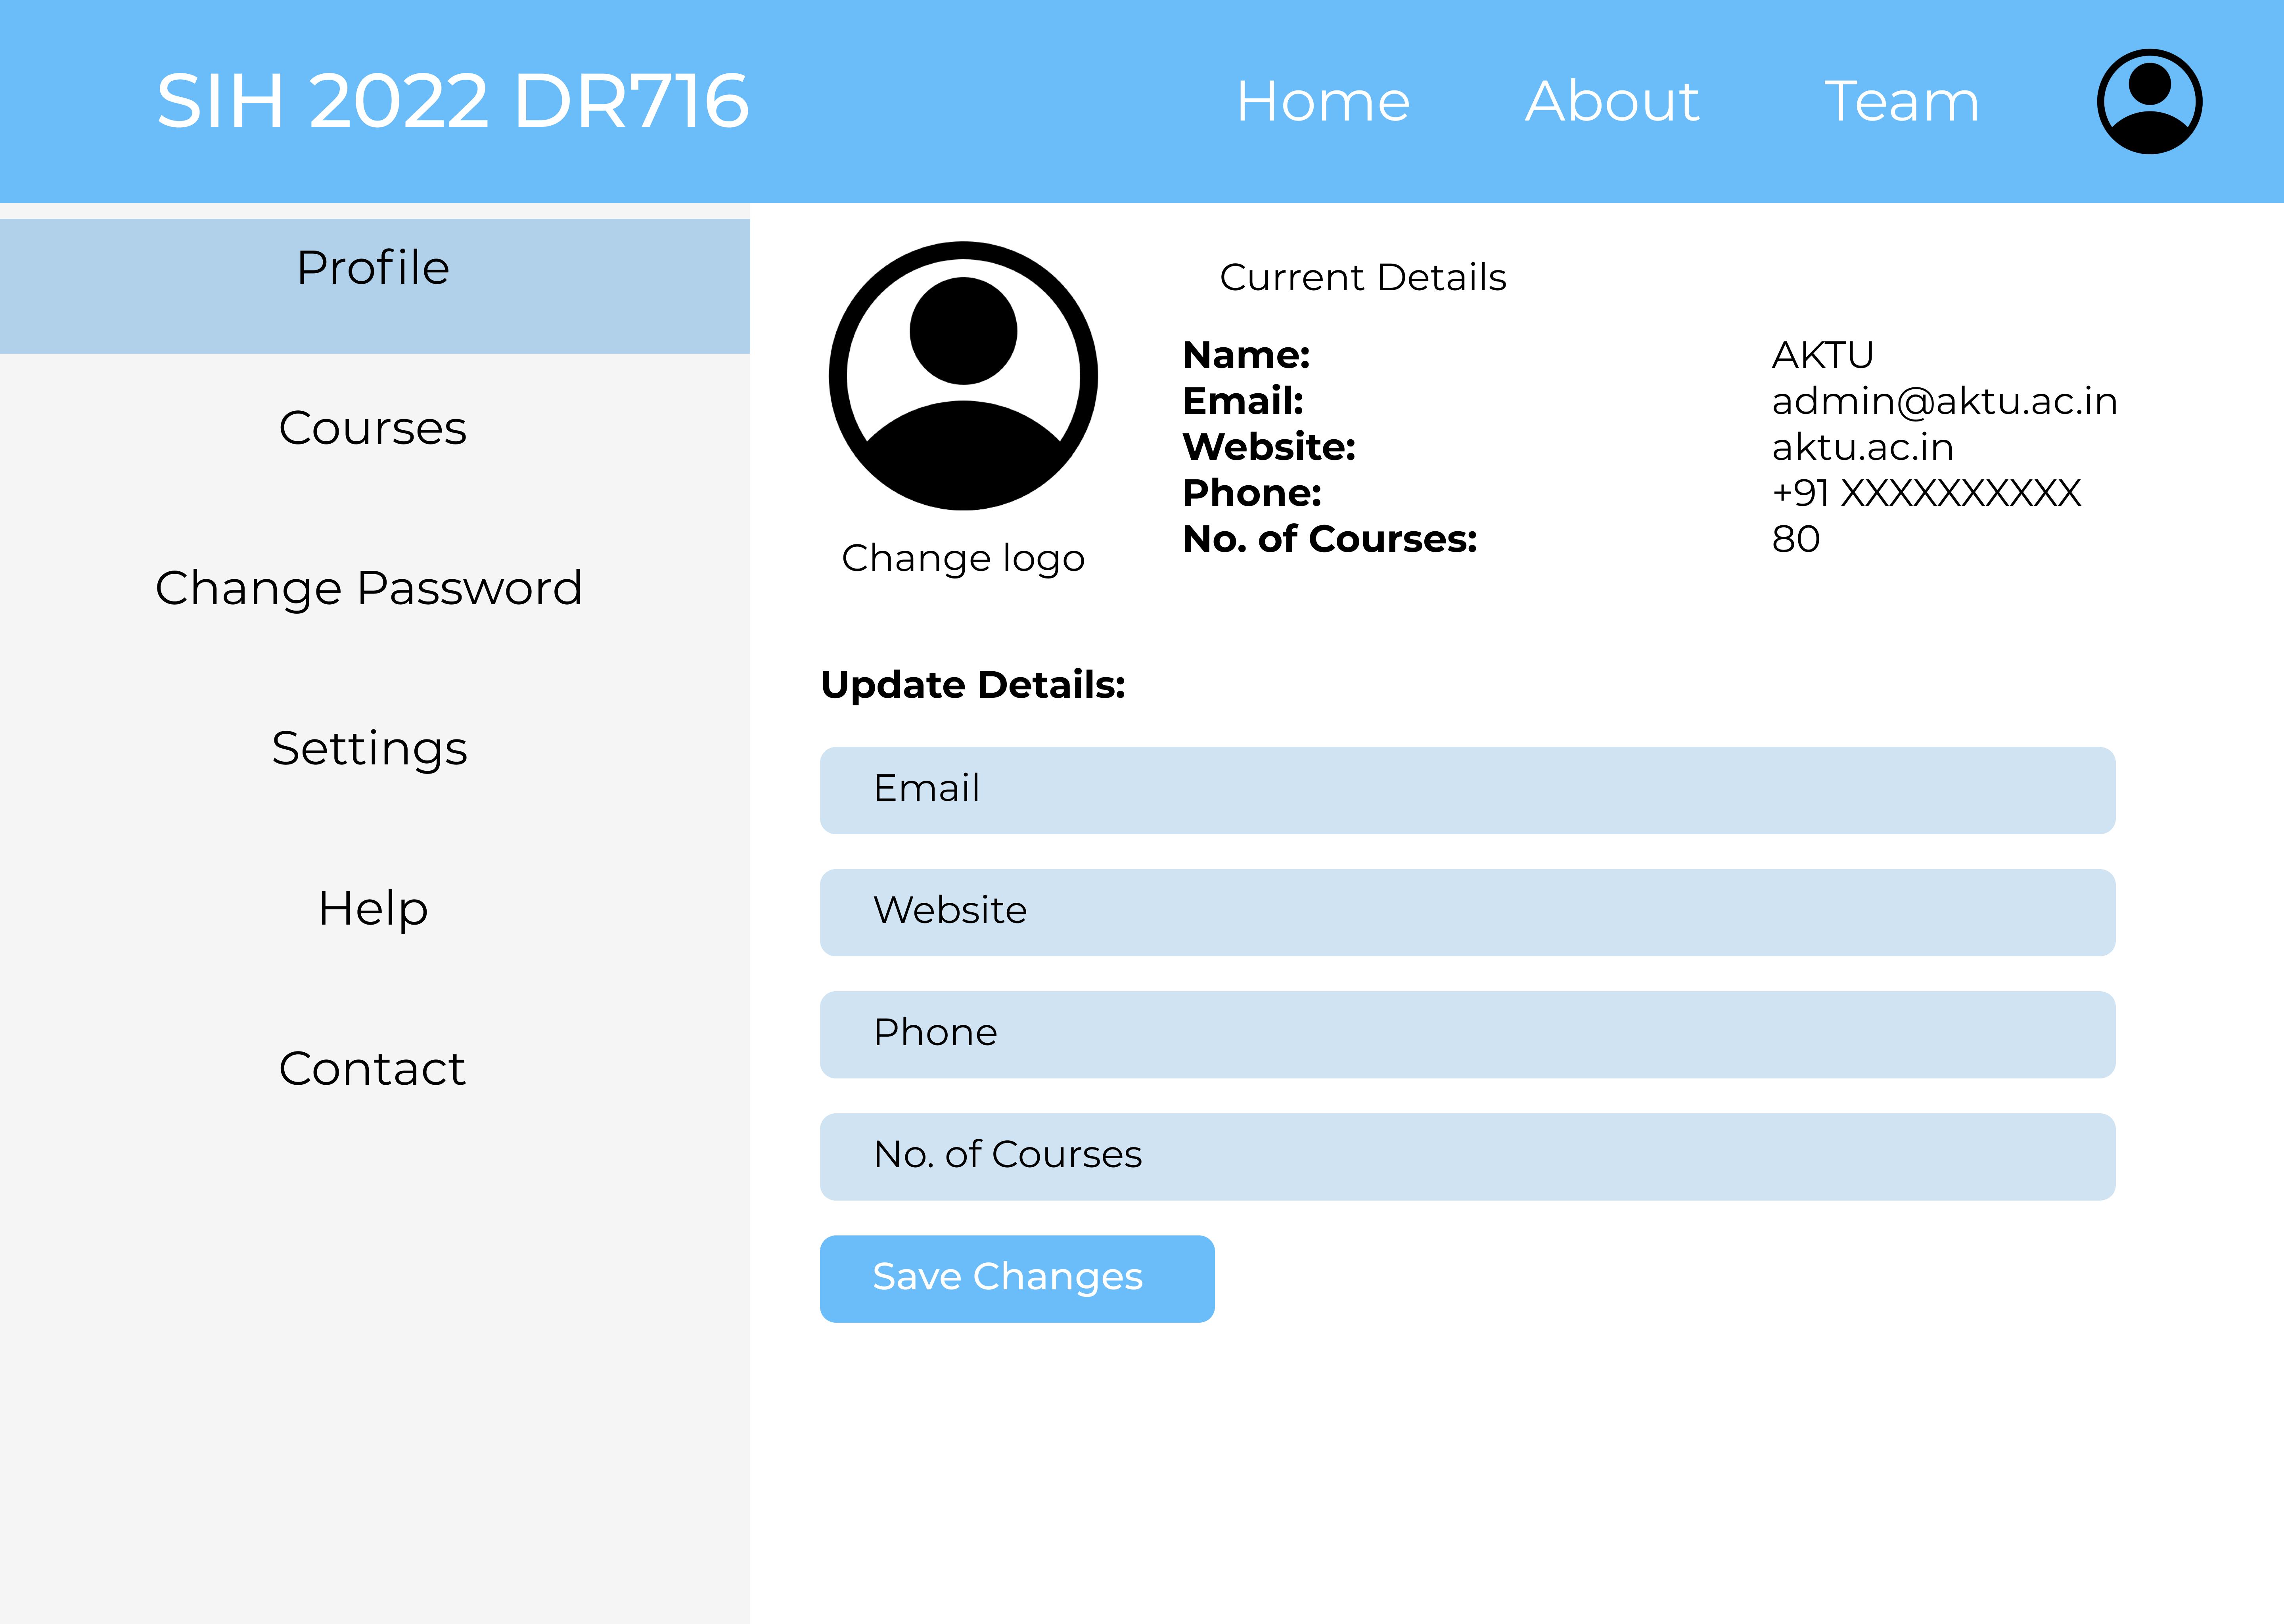 SIH 2022 DR716
Home
About
Team
Profile
Courses
Change Password
Settings
Help
Contact
Change logo
Current Details
Name: AKTU
Email: admin@aktu.ac.in
Website: aktu.ac.in
Phone: +91 XXXXXXXXXX
No. of Courses: 80
Update Details:
Email
Website
Phone
No. of Courses
Save Changes